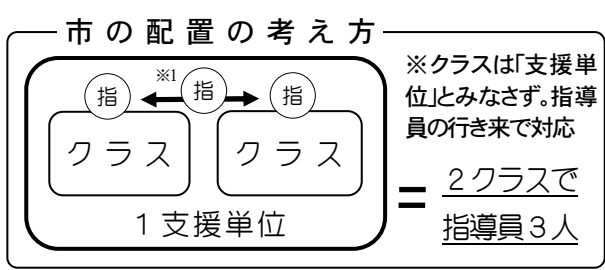 市の配置の考え方
※1
指 指 指
クラス クラス
1支援単位
※クラスは「支援単
位」とみなさず。指導
員の行き来で対応
=
2クラスで
指導員3人